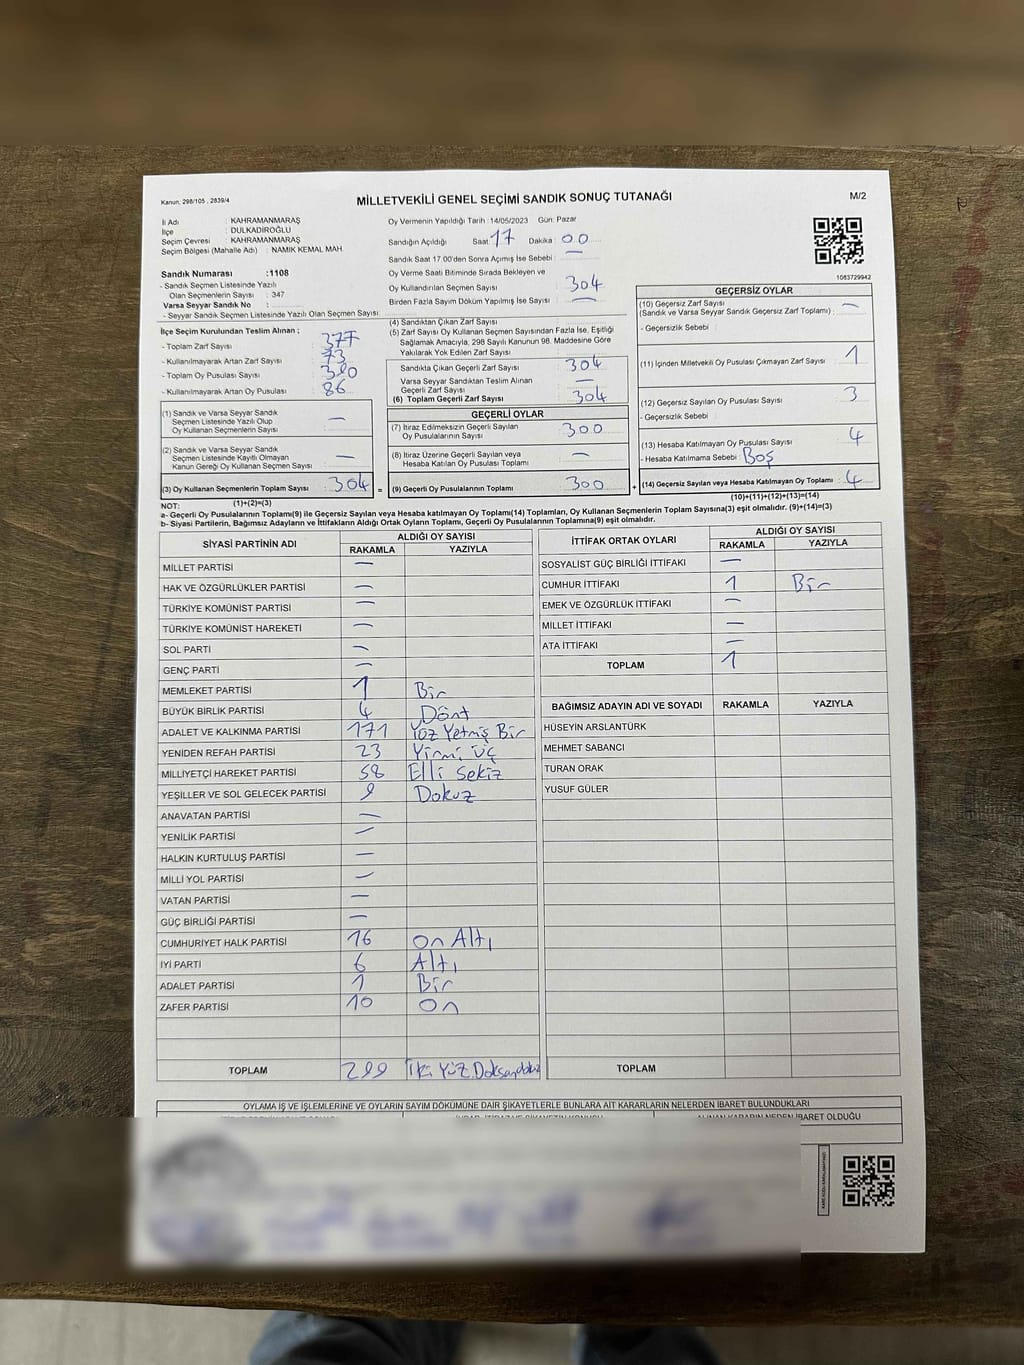 Kanun: 298/105 , 2839/4
MİLLETVEKİLİ GENEL SEÇİMİ SANDIK SONUÇ TUTANAĞI
M/2
İl Adı : KAHRAMANMARAŞ
İlçe : DULKADİROĞLU
Seçim Çevresi : KAHRAMANMARAŞ
Seçim Bölgesi (Mahalle Adı) : NAMIK KEMAL MAH.
Sandık Numarası :1108
- Sandık Seçmen Listesinde Yazılı
Olan Seçmenlerin Sayısı : 347
Varsa Seyyar Sandık No :
- Seyyar Sandık Seçmen Listesinde Yazılı Olan Seçmen Sayısı :
Oy Vermenin Yapıldığı Tarih : 14/05/2023 Gün: Pazar
Sandığın Açıldığı Saat: 17 Dakika : 00
Sandık Saat 17:00'den Sonra Açımış İse Sebebi : —
Oy Verme Saati Bitiminde Sırada Bekleyen ve
Oy Kullandırılan Seçmen Sayısı : 304
Birden Fazla Sayım Döküm Yapılmış İse Sayısı : —
1083729942
İlçe Seçim Kurulundan Teslim Alınan ;
- Toplam Zarf Sayısı : 377
- Kullanılmayarak Artan Zarf Sayısı : 73
- Toplam Oy Pusulası Sayısı :
- Kullanılmayarak Artan Oy Pusulası : 86
(1) Sandık ve Varsa Seyyar Sandık
Seçmen Listesinde Yazılı Olup
Oy Kullanan Seçmenlerin Sayısı : —
(2) Sandık ve Varsa Seyyar Sandık
Seçmen Listesinde Kayıtlı Olmayan
Kanun Gereği Oy Kullanan Seçmen Sayısı : —
(3) Oy Kullanan Seçmenlerin Toplam Sayısı : 304 =
(4) Sandıktan Çıkan Zarf Sayısı :
(5) Zarf Sayısı Oy Kullanan Seçmen Sayısından Fazla İse, Eşitliği
Sağlamak Amacıyla, 298 Sayılı Kanunun 98. Maddesine Göre
Yakılarak Yok Edilen Zarf Sayısı :
Sandıkta Çıkan Geçerli Zarf Sayısı : 304
Varsa Seyyar Sandıktan Teslim Alınan
Geçerli Zarf Sayısı : —
(6) Toplam Geçerli Zarf Sayısı : 304
GEÇERLİ OYLAR
(7) İtiraz Edilmeksizin Geçerli Sayılan
Oy Pusulalarının Sayısı : 300
(8) İtiraz Üzerine Geçerli Sayılan veya
Hesaba Katılan Oy Pusulası Toplamı : —
(9) Geçerli Oy Pusulalarının Toplamı : 300 +
GEÇERSİZ OYLAR
(10) Geçersiz Zarf Sayısı
(Sandık ve Varsa Seyyar Sandık Geçersiz Zarf Toplamı) : —
- Geçersizlik Sebebi :
(11) İçinden Milletvekili Oy Pusulası Çıkmayan Zarf Sayısı : 1
(12) Geçersiz Sayılan Oy Pusulası Sayısı : 3
- Geçersizlik Sebebi :
(13) Hesaba Katılmayan Oy Pusulası Sayısı : 4
- Hesaba Katılmama Sebebi : Boş
(14) Geçersiz Sayılan veya Hesaba Katılmayan Oy Toplamı : 4
NOT: (1)+(2)=(3) (10)+(11)+(12)+(13)=(14)
a- Geçerli Oy Pusulalarının Toplamı(9) ile Geçersiz Sayılan veya Hesaba katılmayan Oy Toplamı(14) Toplamları, Oy Kullanan Seçmenlerin Toplam Sayısına(3) eşit olmalıdır. (9)+(14)=(3)
b- Siyasi Partilerin, Bağımsız Adayların ve İttifakların Aldığı Ortak Oyların Toplamı, Geçerli Oy Pusulalarının Toplamına(9) eşit olmalıdır.
SİYASİ PARTİNİN ADI ALDIĞI OY SAYISI
RAKAMLA YAZIYLA
MİLLET PARTİSİ —
HAK VE ÖZGÜRLÜKLER PARTİSİ —
TÜRKİYE KOMÜNİST PARTİSİ —
TÜRKİYE KOMÜNİST HAREKETİ —
SOL PARTİ —
GENÇ PARTİ —
MEMLEKET PARTİSİ 1 Bir
BÜYÜK BİRLİK PARTİSİ 4 Dört
ADALET VE KALKINMA PARTİSİ 171 Yüz Yetmiş Bir
YENİDEN REFAH PARTİSİ 23 Yirmi üç
MİLLİYETÇİ HAREKET PARTİSİ 58 Elli Sekiz
YEŞİLLER VE SOL GELECEK PARTİSİ 9 Dokuz
ANAVATAN PARTİSİ —
YENİLİK PARTİSİ —
HALKIN KURTULUŞ PARTİSİ —
MİLLİ YOL PARTİSİ —
VATAN PARTİSİ —
GÜÇ BİRLİĞİ PARTİSİ —
CUMHURİYET HALK PARTİSİ 16 On Altı
İYİ PARTİ 6 Altı
ADALET PARTİSİ 1 Bir
ZAFER PARTİSİ 10 On
TOPLAM 299 İki Yüz Doksandokuz
İTTİFAK ORTAK OYLARI ALDIĞI OY SAYISI
RAKAMLA YAZIYLA
SOSYALİST GÜÇ BİRLİĞİ İTTİFAKI —
CUMHUR İTTİFAKI 1 Bir
EMEK VE ÖZGÜRLÜK İTTİFAKI —
MİLLET İTTİFAKI —
ATA İTTİFAKI —
TOPLAM 1
BAĞIMSIZ ADAYIN ADI VE SOYADI RAKAMLA YAZIYLA
HÜSEYİN ARSLANTÜRK
MEHMET SABANCI
TURAN ORAK
YUSUF GÜLER
TOPLAM
OYLAMA İŞ VE İŞLEMLERİNE VE OYLARIN SAYIM DÖKÜMÜNE DAİR ŞİKAYETLERLE BUNLARA AİT KARARLARIN NELERDEN İBARET BULUNDUKLARI
ALINAN KARARIN NEDEN İBARET OLDUĞU